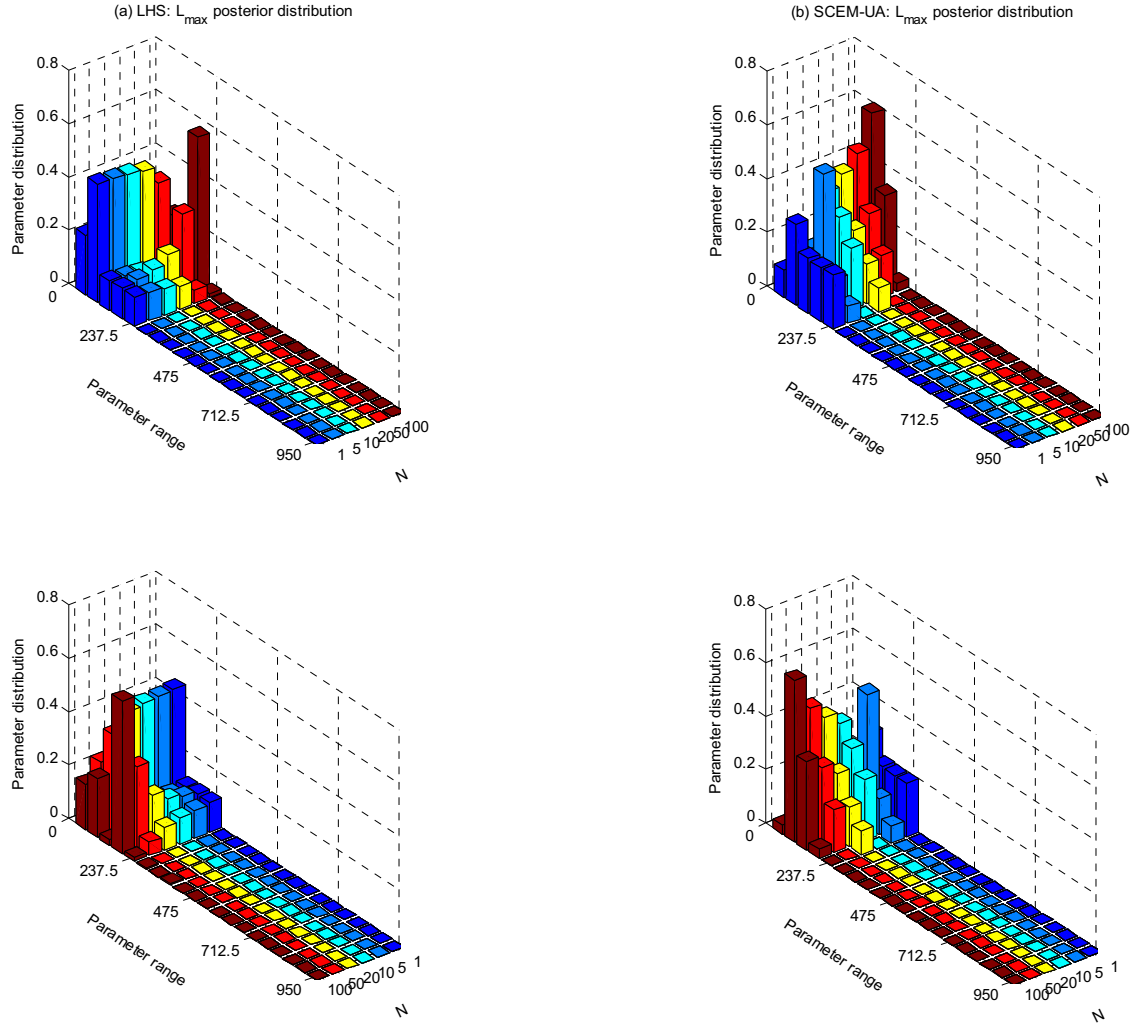 (a) LHS: Lmax posterior distribution
Parameter distribution
0.8
0.6
0.4
0.2
0
0
237.5
475
712.5
950
Parameter range
1 5 10 20 50 100
N
(b) SCEM-UA: Lmax posterior distribution
Parameter distribution
0.8
0.6
0.4
0.2
0
0
237.5
475
712.5
950
Parameter range
1 5 10 20 50 100
N
Parameter distribution
0.8
0.6
0.4
0.2
0
0
237.5
475
712.5
950
Parameter range
100 50 20 10 5 1
N
Parameter distribution
0.8
0.6
0.4
0.2
0
0
237.5
475
712.5
950
Parameter range
100 50 20 10 5 1
N